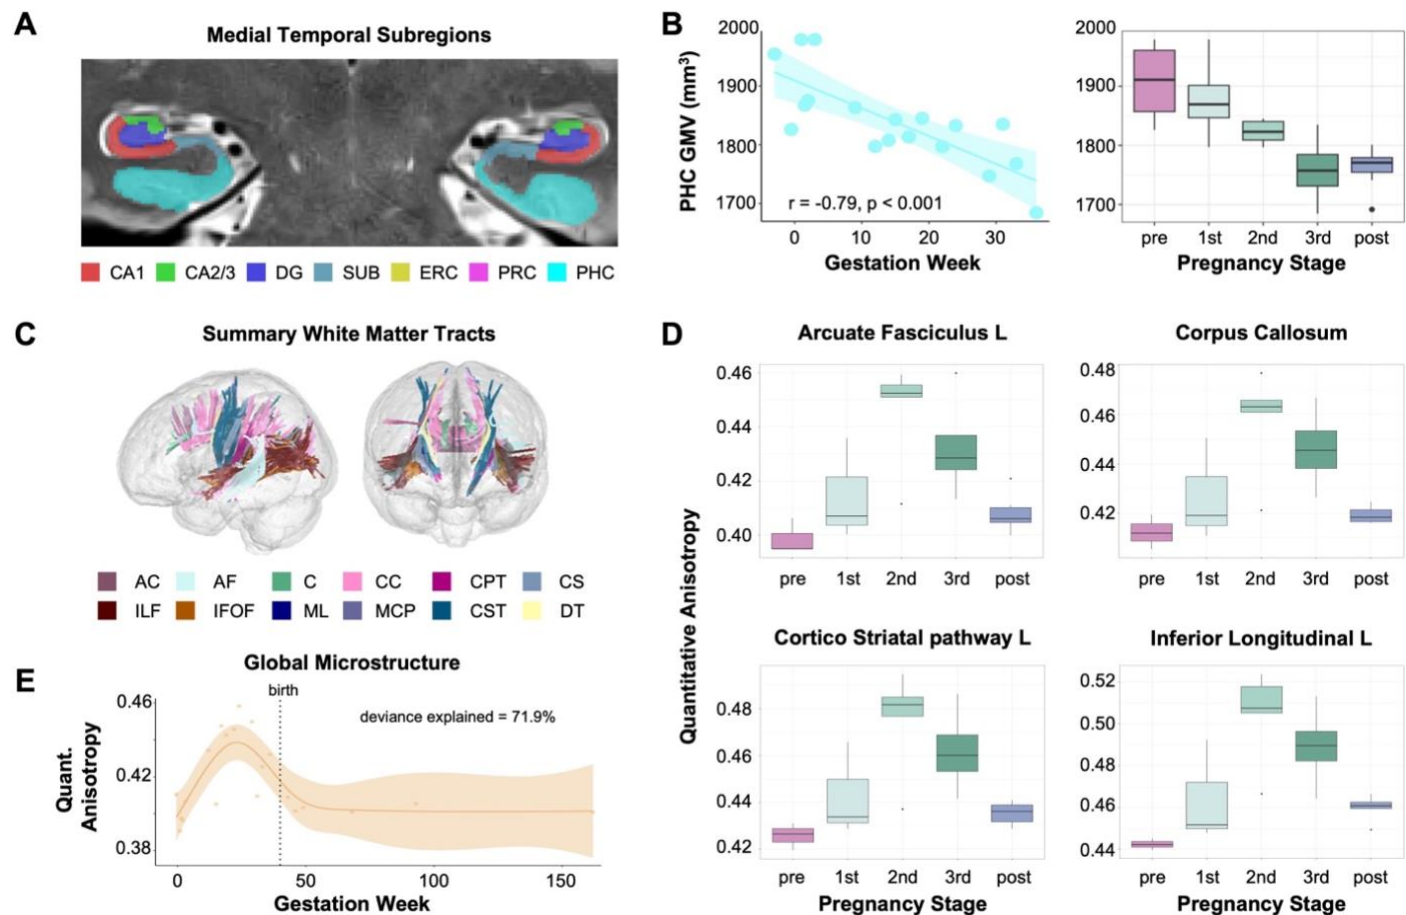 A
Medial Temporal Subregions
CA1 CA2/3 DG SUB ERC PRC PHC
B
PHC GMV (mm³)
2000
1900
1800
1700
r = -0.79, p < 0.001
0 10 20 30
Gestation Week
2000
1900
1800
1700
pre 1st 2nd 3rd post
Pregnancy Stage
C
Summary White Matter Tracts
AC AF C CC CPT CS
ILF IFOF ML MCP CST DT
D
Quantitative Anisotropy
Arcuate Fasciculus L
0.46
0.44
0.42
0.40
pre 1st 2nd 3rd post
Corpus Callosum
0.48
0.46
0.44
0.42
pre 1st 2nd 3rd post
Cortico Striatal pathway L
0.48
0.46
0.44
0.42
pre 1st 2nd 3rd post
Pregnancy Stage
Inferior Longitudinal L
0.52
0.50
0.48
0.46
0.44
pre 1st 2nd 3rd post
Pregnancy Stage
E
Global Microstructure
birth
deviance explained = 71.9%
Quant.
Anisotropy
0.46
0.42
0.38
0 50 100 150
Gestation Week